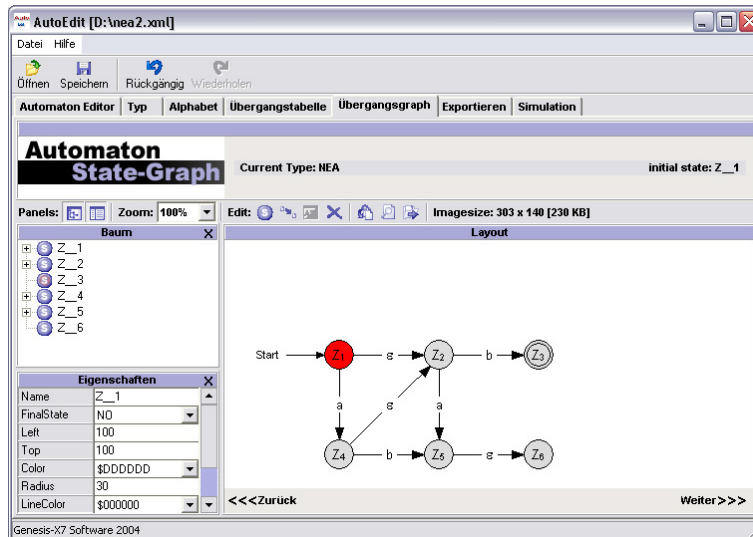 AutoEdit [D:\nea2.xml]
Datei Hilfe
Öffnen Speichern Rückgängig Wiederholen
Automaton Editor Typ Alphabet Übergangstabelle Übergangsgraph Exportieren Simulation
Automaton
State-Graph
Current Type: NEA initial state: Z__1
Panels: Zoom: 100% Edit: Imagesize: 303 x 140 [230 KB]
Baum X Layout
Z__1
Z__2
Z__3
Z__4
Z__5
Z__6
Start Z1 ε Z2 b Z3
a ε a
Z4 b Z5 ε Z6
Eigenschaften X
Name Z__1
FinalState NO
Left 100
Top 100
Color $DDDDDD
Radius 30
LineColor $000000
<<<Zurück Weiter>>>
Genesis-X7 Software 2004